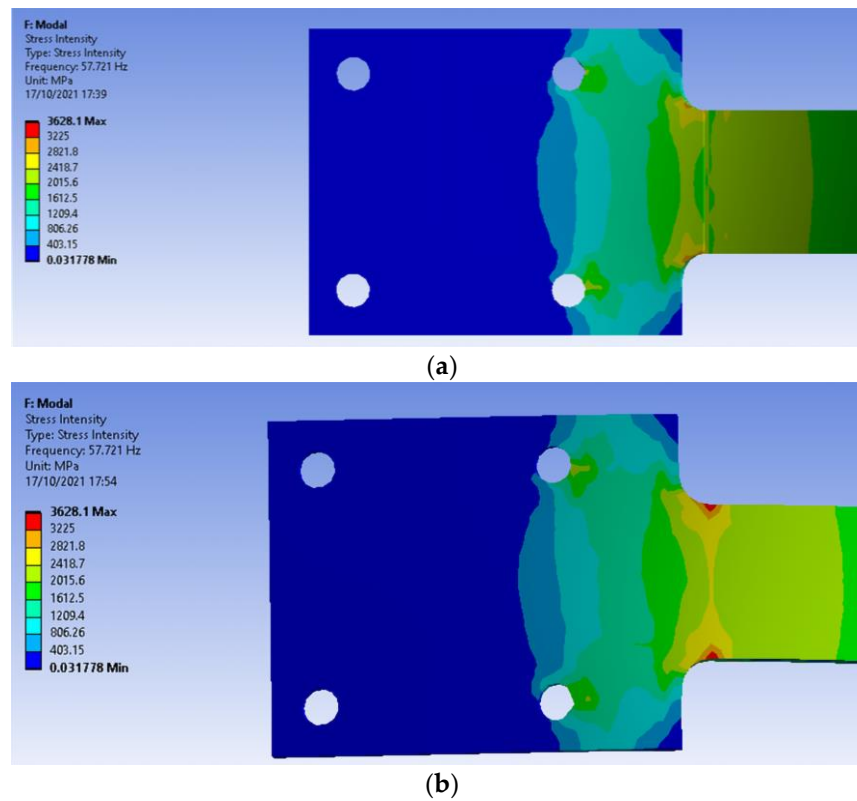 F: Modal
Stress Intensity
Type: Stress Intensity
Frequency: 57.721 Hz
Unit: MPa
17/10/2021 17:39
3628.1 Max
3225
2821.8
2418.7
2015.6
1612.5
1209.4
806.26
403.15
0.031778 Min
(a)
F: Modal
Stress Intensity
Type: Stress Intensity
Frequency: 57.721 Hz
Unit: MPa
17/10/2021 17:54
3628.1 Max
3225
2821.8
2418.7
2015.6
1612.5
1209.4
806.26
403.15
0.031778 Min
(b)